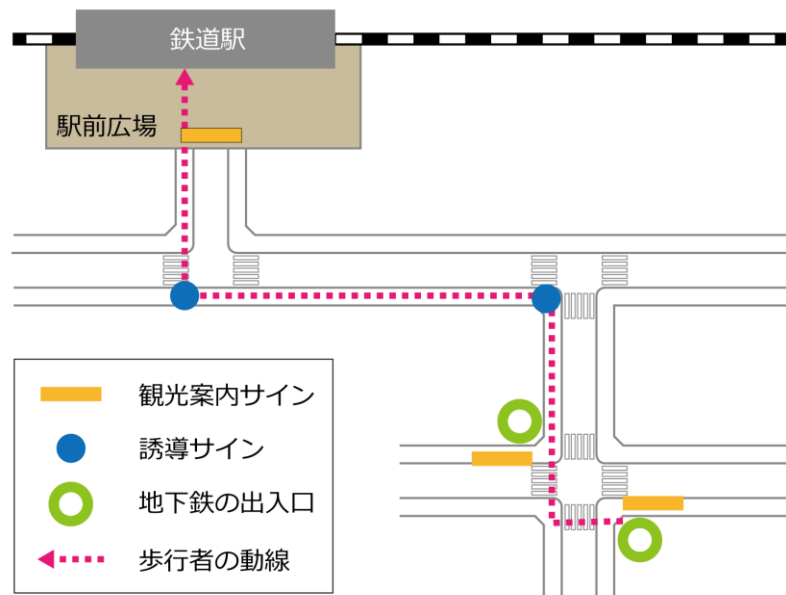 鉄道駅
駅前広場
観光案内サイン
誘導サイン
地下鉄の出入口
歩行者の動線